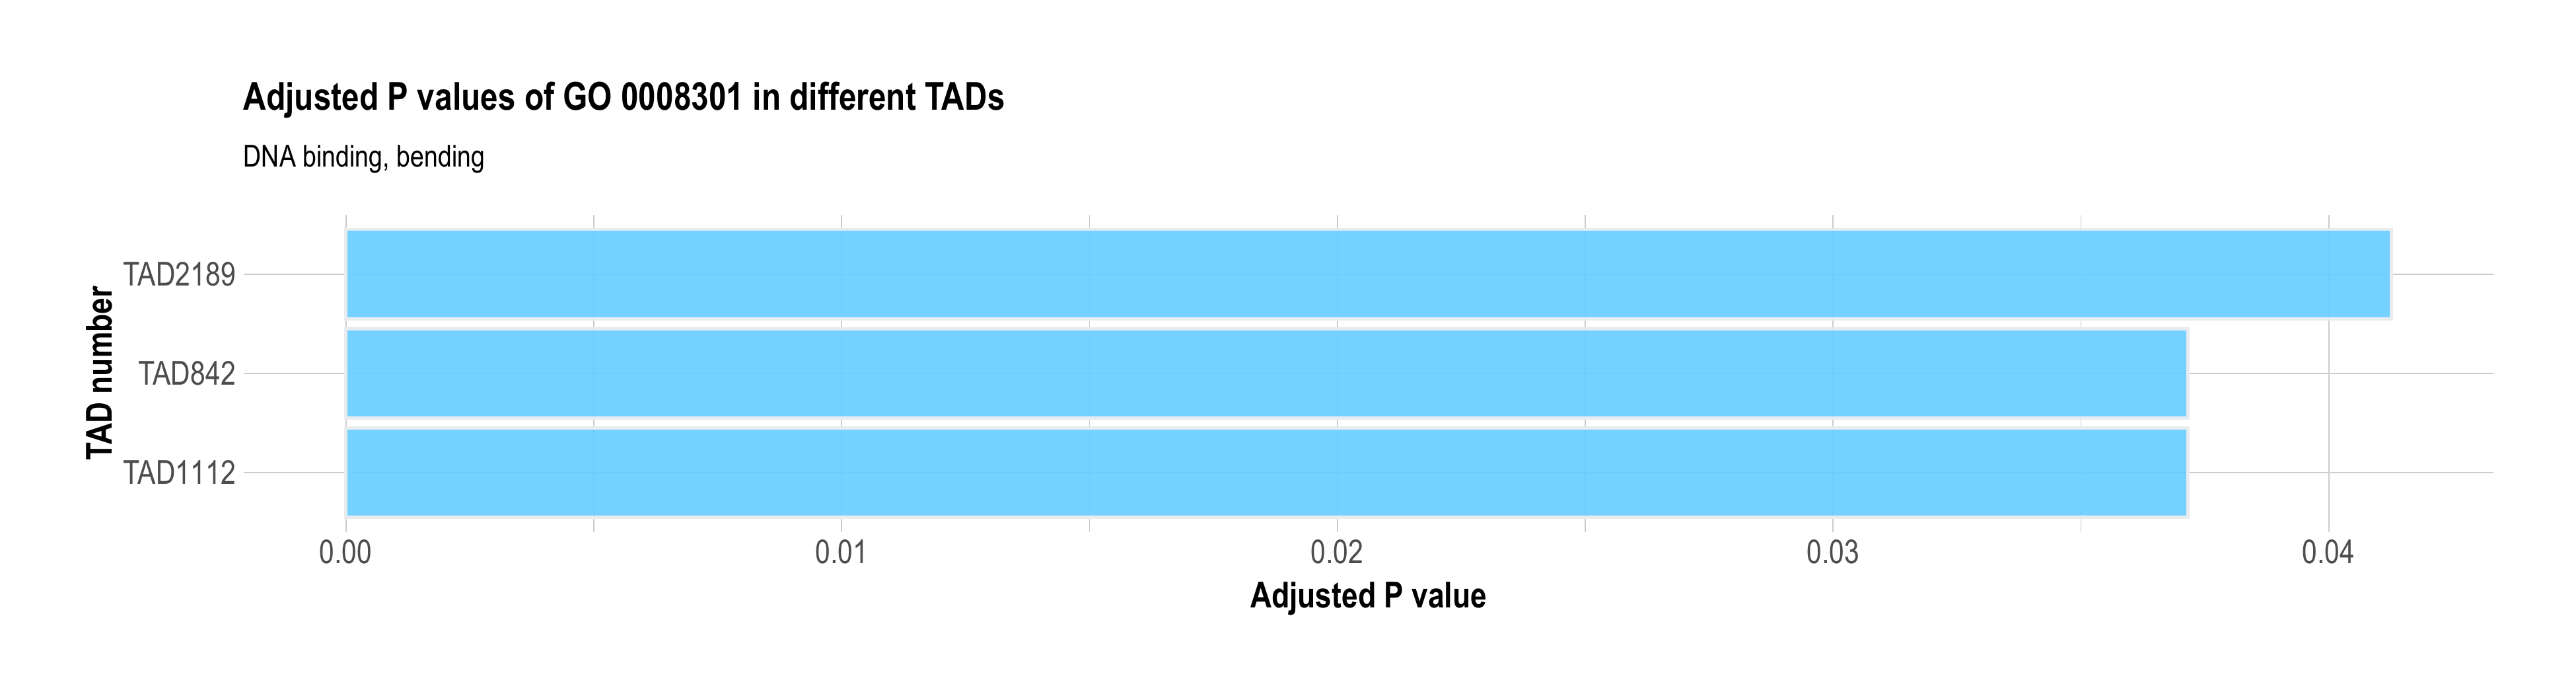 Adjusted P values of GO 0008301 in different TADs
DNA binding, bending
TAD number
TAD2189
TAD842
TAD1112
0.00 0.01 0.02 0.03 0.04
Adjusted P value